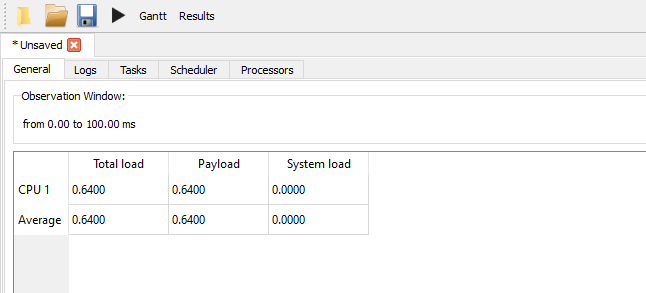 Gantt Results
*Unsaved
General Logs Tasks Scheduler Processors
Observation Window:
from 0.00 to 100.00 ms
Total load Payload System load
CPU 1 0.6400 0.6400 0.0000
Average 0.6400 0.6400 0.0000